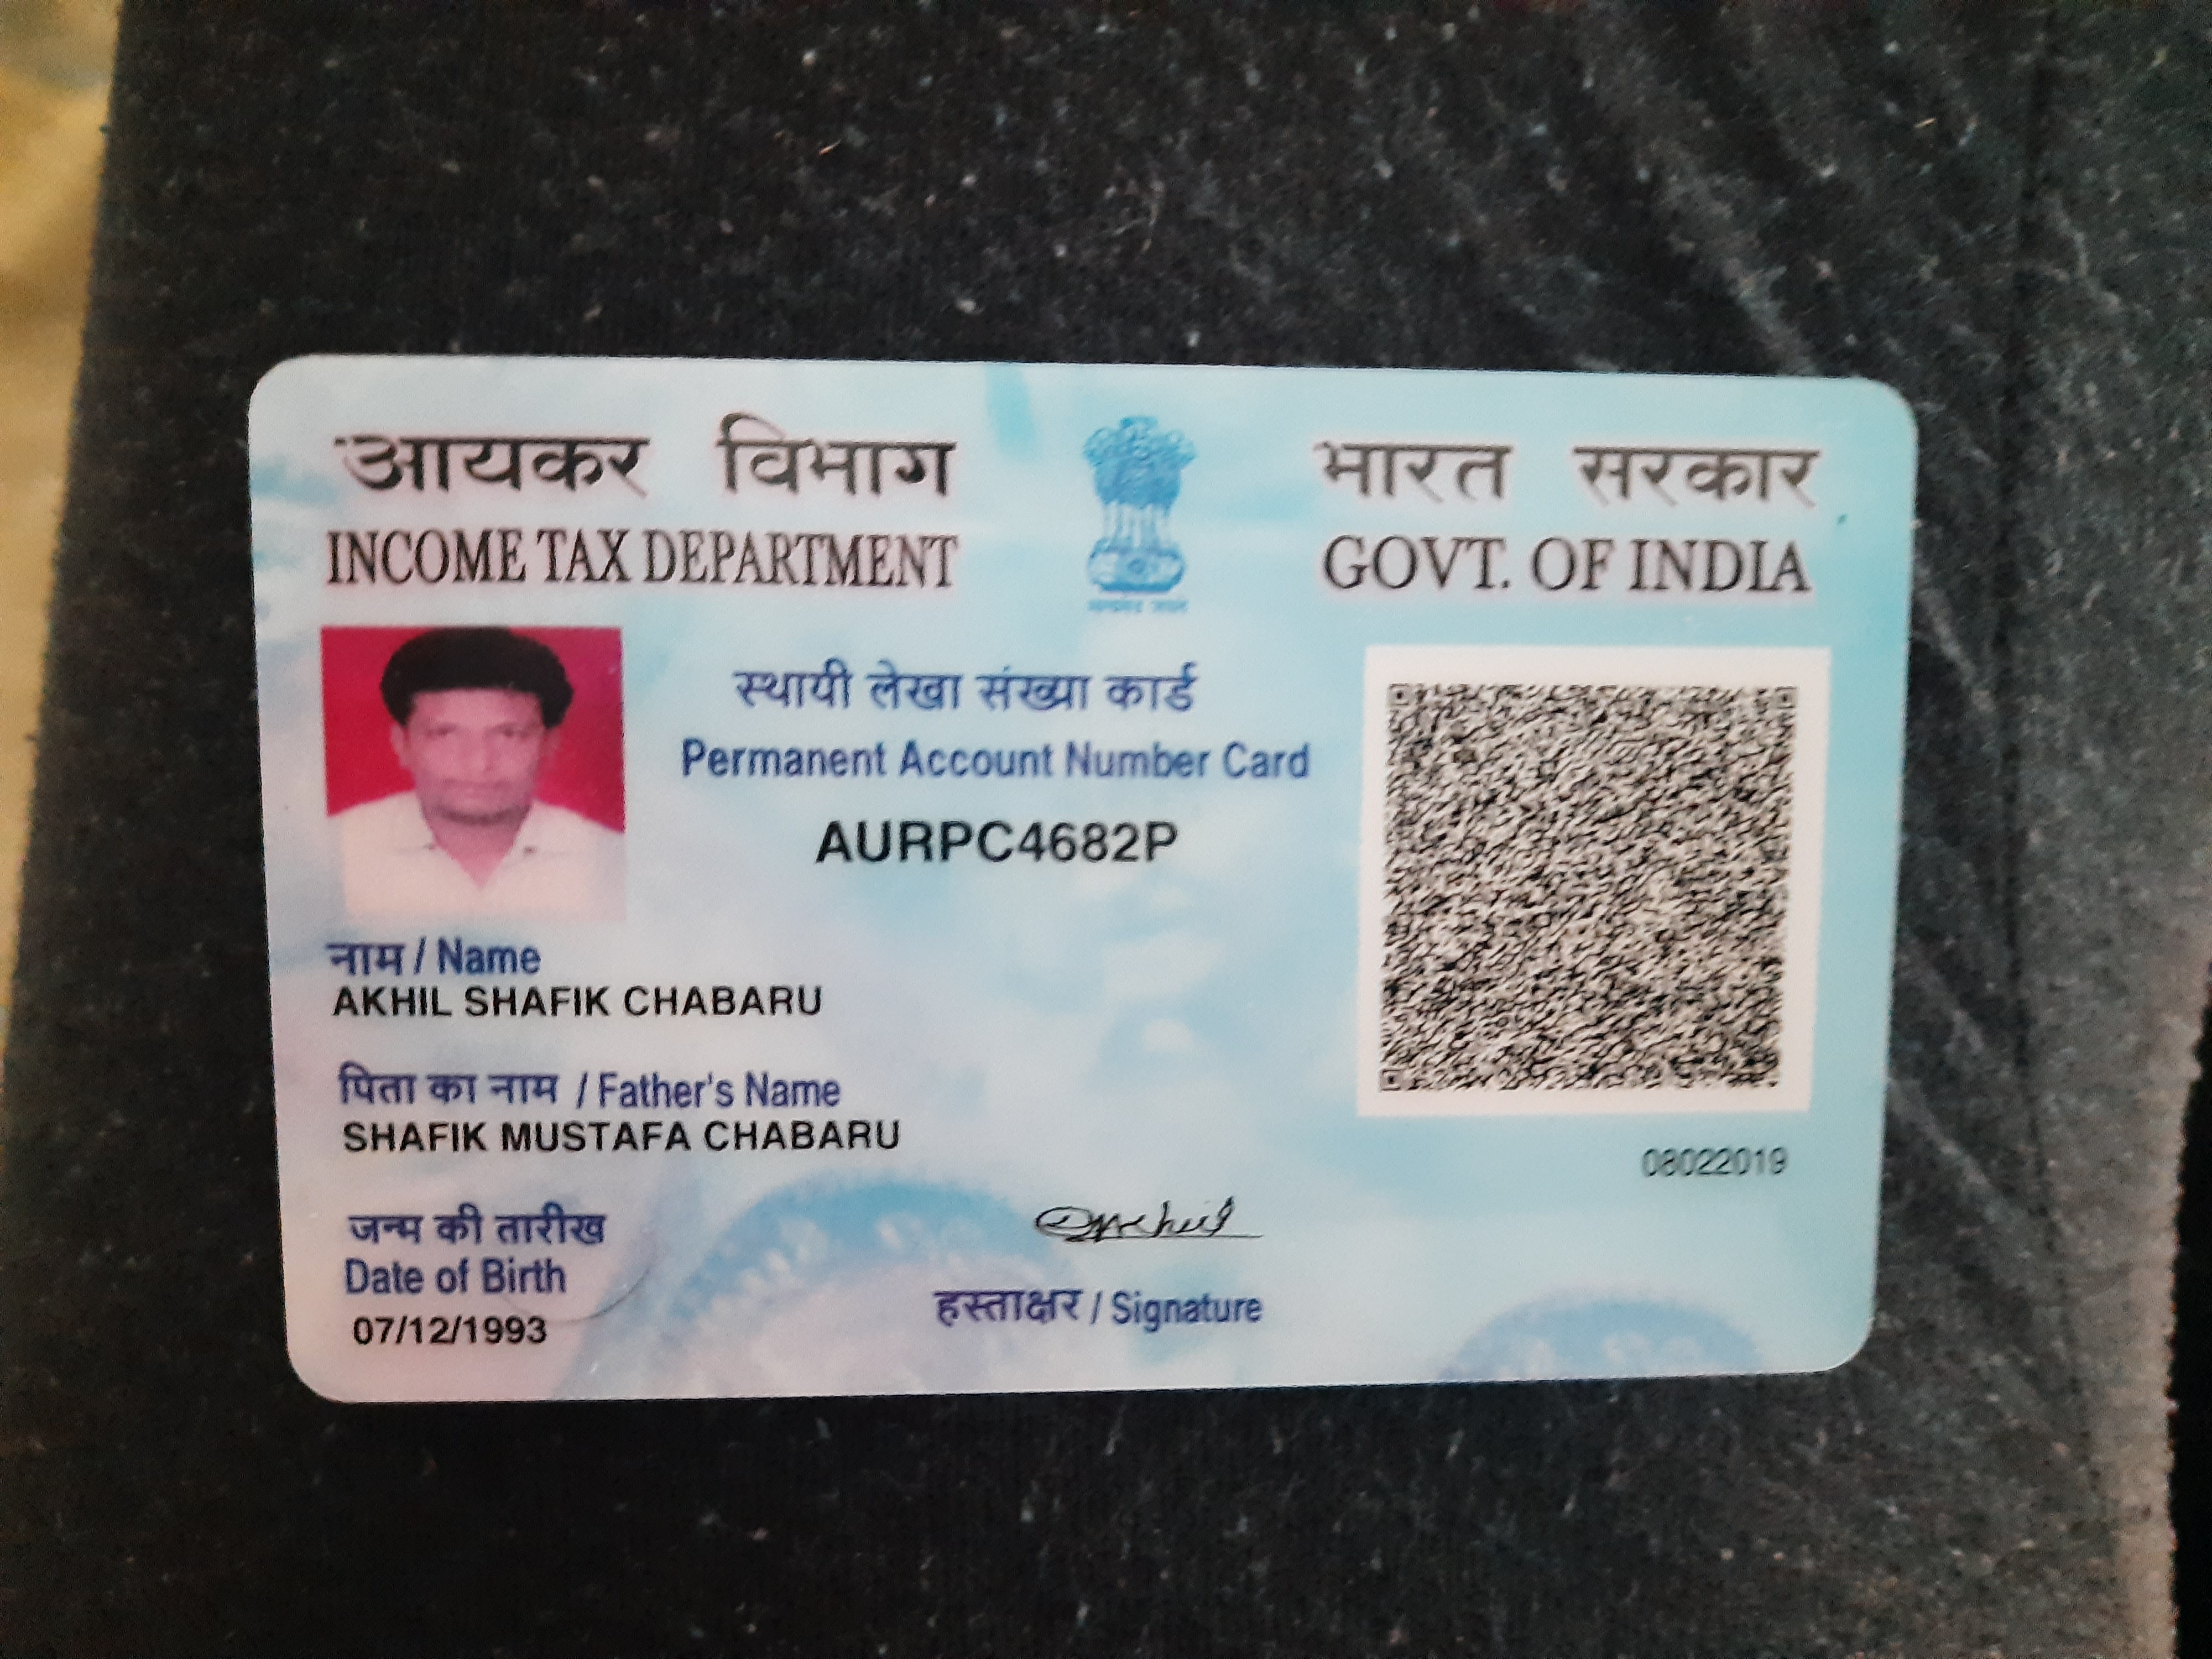 आयकर विभाग
INCOME TAX DEPARTMENT
भारत सरकार
GOVT. OF INDIA
स्थायी लेखा संख्या कार्ड
Permanent Account Number Card
AURPC4682P
नाम / Name
AKHIL SHAFIK CHABARU
पिता का नाम / Father's Name
SHAFIK MUSTAFA CHABARU
जन्म की तारीख
Date of Birth
07/12/1993
हस्ताक्षर / Signature
08022019